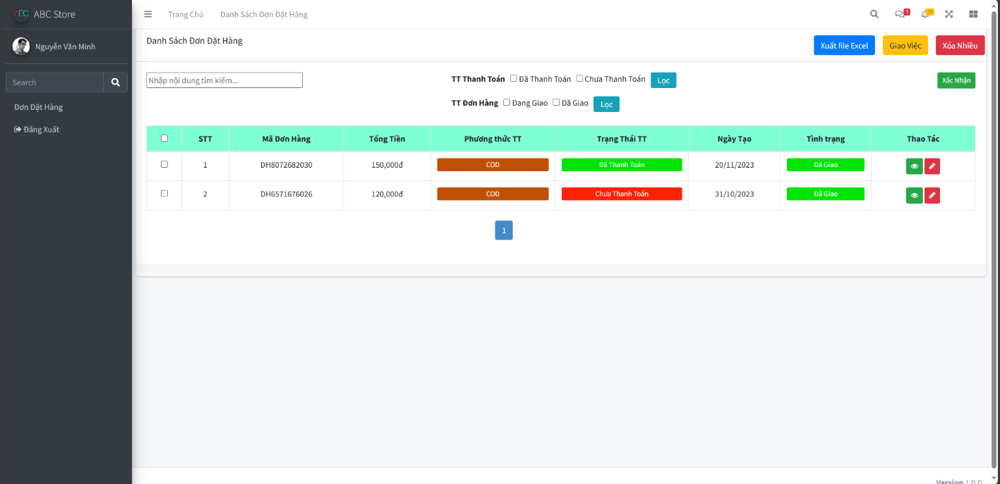 AEC ABC Store
Trang Chủ Danh Sách Đơn Đặt Hàng
3 15
Nguyễn Văn Minh
Search
Đơn Đặt Hàng
Đăng Xuất
Danh Sách Đơn Đặt Hàng
Xuất file Excel Giao Việc Xóa Nhiều
Nhập nội dung tìm kiếm...
TT Thanh Toán Đã Thanh Toán Chưa Thanh Toán Lọc
Xác Nhận
TT Đơn Hàng Đang Giao Đã Giao Lọc
STT Mã Đơn Hàng Tổng Tiền Phương thức TT Trạng Thái TT Ngày Tạo Tình trạng Thao Tác
1 DH8072682030 150,000đ COD Đã Thanh Toán 20/11/2023 Đã Giao
2 DH6571676026 120,000đ COD Chưa Thanh Toán 31/10/2023 Đã Giao
1
Version 1.0.0